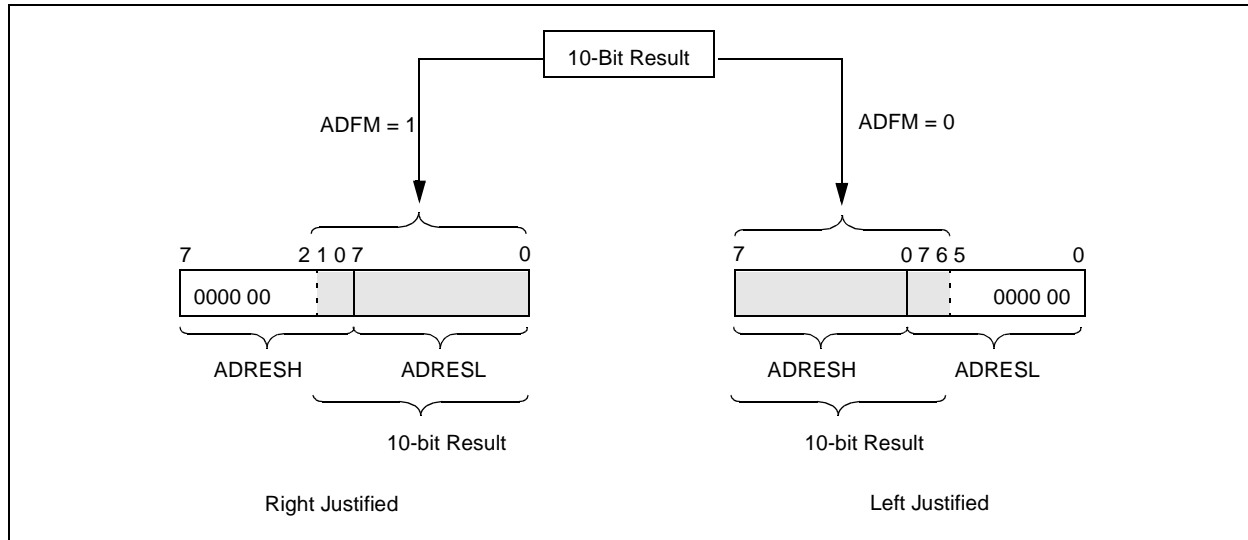 10-Bit Result
ADFM = 1
ADFM = 0
7 2 1 0 7 0
7 0 7 6 5 0
0000 00
0000 00
ADRESH ADRESL
ADRESH ADRESL
10-bit Result
10-bit Result
Right Justified
Left Justified